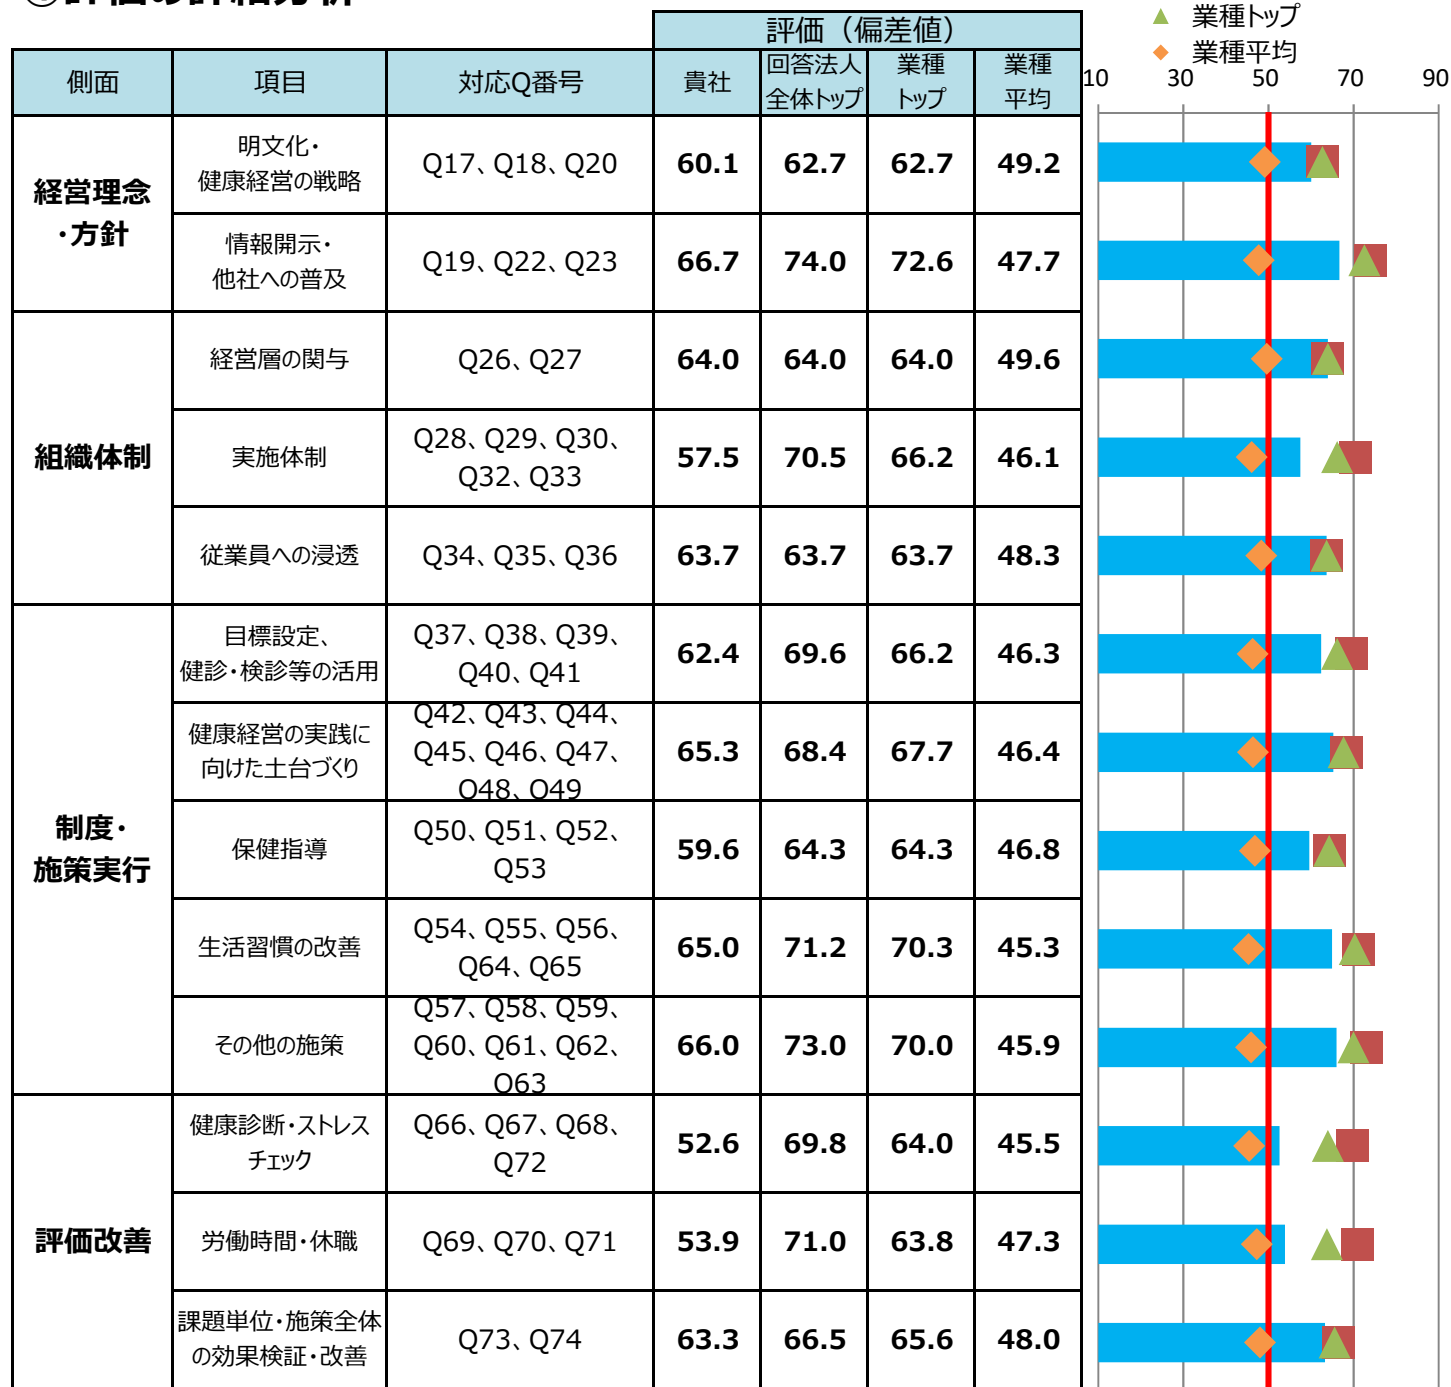 評価（偏差値）
側面 項目 対応Q番号 貴社 回答法人全体トップ 業種トップ 業種平均
▲ 業種トップ
◆ 業種平均
10 30 50 70 90
経営理念・方針
明文化・健康経営の戦略 Q17、Q18、Q20 60.1 62.7 62.7 49.2
情報開示・他社への普及 Q19、Q22、Q23 66.7 74.0 72.6 47.7
組織体制
経営層の関与 Q26、Q27 64.0 64.0 64.0 49.6
実施体制 Q28、Q29、Q30、Q32、Q33 57.5 70.5 66.2 46.1
従業員への浸透 Q34、Q35、Q36 63.7 63.7 63.7 48.3
制度・施策実行
目標設定、健診・検診等の活用 Q37、Q38、Q39、Q40、Q41 62.4 69.6 66.2 46.3
健康経営の実践に向けた土台づくり Q42、Q43、Q44、Q45、Q46、Q47、Q48、Q49 65.3 68.4 67.7 46.4
保健指導 Q50、Q51、Q52、Q53 59.6 64.3 64.3 46.8
生活習慣の改善 Q54、Q55、Q56、Q64、Q65 65.0 71.2 70.3 45.3
その他の施策 Q57、Q58、Q59、Q60、Q61、Q62、Q63 66.0 73.0 70.0 45.9
評価改善
健康診断・ストレスチェック Q66、Q67、Q68、Q72 52.6 69.8 64.0 45.5
労働時間・休職 Q69、Q70、Q71 53.9 71.0 63.8 47.3
課題単位・施策全体の効果検証・改善 Q73、Q74 63.3 66.5 65.6 48.0